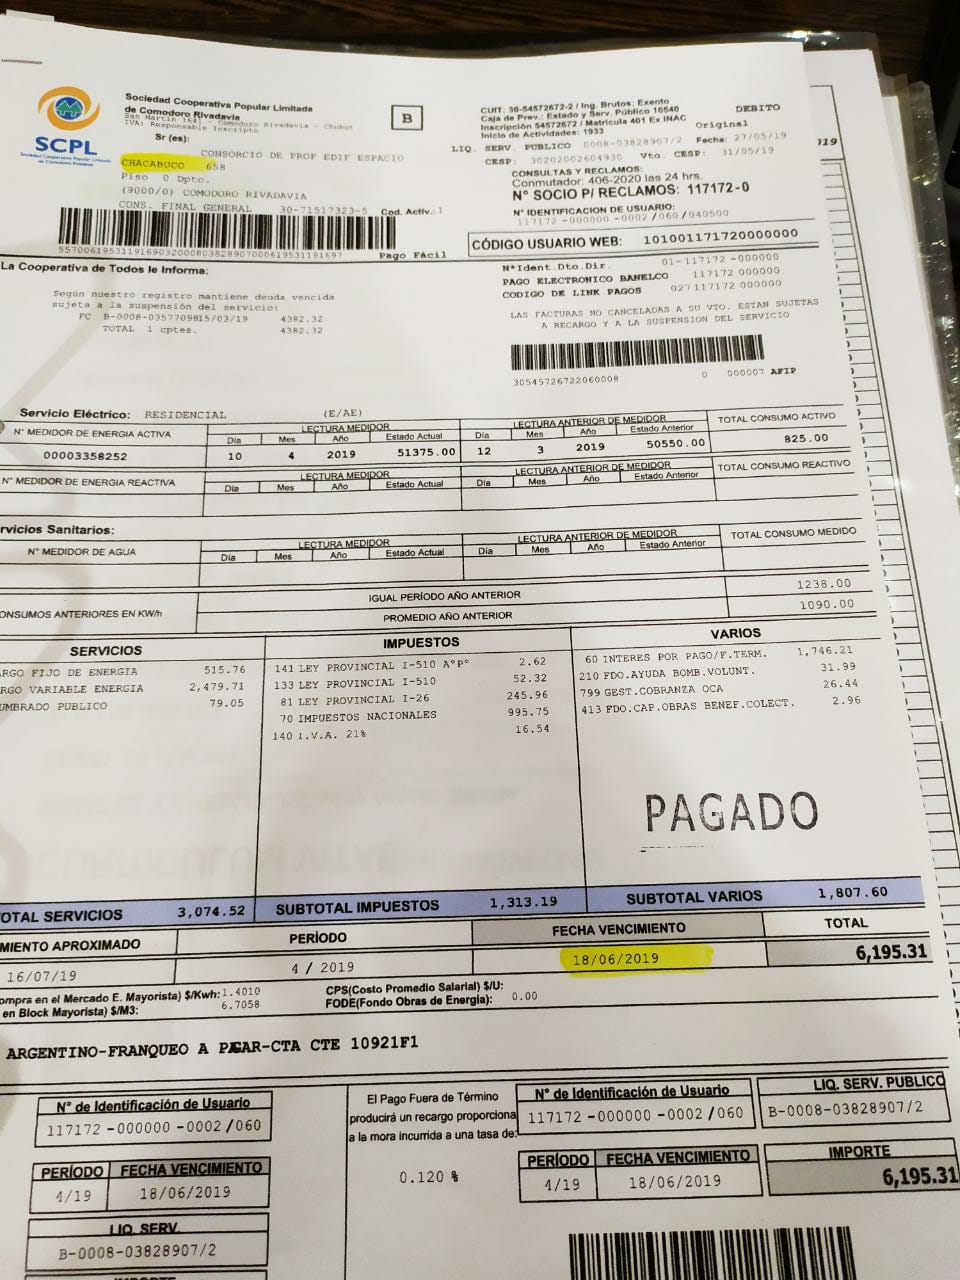 SCPL
Sociedad Cooperativa Popular Limitada
de Comodoro Rivadavia
Sociedad Cooperativa Popular Limitada
de Comodoro Rivadavia
San Martin 1641 - Comodoro Rivadavia - Chubut
IVA: Responsable Inscripto
B
Sr (es):
CONSORCIO DE PROP EDIF ESPACIO
CHACABUCO 658
Piso 0 Dpto.
(9000/0) COMODORO RIVADAVIA
CONS. FINAL GENERAL 30-71517323-5 Cod. Activ.: 1
Pago Fácil
CUIT: 30-54572672-2 / Ing. Brutos: Exento
Caja de Prev.: Estado y Serv. Público 10540
Inscripción 54572672 / Matrícula 401 Ex INAC
Inicio de Actividades: 1933
DEBITO
Original
LIQ. SERV. PUBLICO 0008-03828907/2 Fecha: 27/05/19
CESP: 30202002604930 Vto. CESP: 31/05/19
CONSULTAS Y RECLAMOS:
Conmutador: 406-2020 las 24 hrs.
N° SOCIO P/ RECLAMOS: 117172-0
N° IDENTIFICACION DE USUARIO:
117172 -000000 -0002 /060 /040500
CÓDIGO USUARIO WEB: 101001171720000000
N*Ident.Dto.Dir. 01-117172 -000000
PAGO ELECTRONICO BANELCO 117172 000000
CODIGO DE LINK PAGOS 027117172 000000
LAS FACTURAS NO CANCELADAS A SU VTO. ESTAN SUJETAS
A RECARGO Y A LA SUSPENSION DEL SERVICIO
30545726722060008 0 000007 AFIP
La Cooperativa de Todos le Informa:
Según nuestro registro mantiene deuda vencida
sujeta a la suspensión del servicio:
FC B-0008-0357709815/03/19 4382.32
TOTAL 1 cptes. 4382.32
Servicio Eléctrico: RESIDENCIAL (E/AE)
N° MEDIDOR DE ENERGIA ACTIVA LECTURA MEDIDOR LECTURA ANTERIOR DE MEDIDOR TOTAL CONSUMO ACTIVO
Día Mes Año Estado Actual Día Mes Año Estado Anterior
00003358252 10 4 2019 51375.00 12 3 2019 50550.00 825.00
N° MEDIDOR DE ENERGIA REACTIVA LECTURA MEDIDOR LECTURA ANTERIOR DE MEDIDOR TOTAL CONSUMO REACTIVO
Día Mes Año Estado Actual Día Mes Año Estado Anterior
rvicios Sanitarios:
N° MEDIDOR DE AGUA LECTURA MEDIDOR LECTURA ANTERIOR DE MEDIDOR TOTAL CONSUMO MEDIDO
Día Mes Año Estado Actual Día Mes Año Estado Anterior
ONSUMOS ANTERIORES EN KW/h
IGUAL PERÍODO AÑO ANTERIOR 1238.00
PROMEDIO AÑO ANTERIOR 1090.00
SERVICIOS
ARGO FIJO DE ENERGIA 515.76
RGO VARIABLE ENERGIA 2,479.71
UMBRADO PUBLICO 79.05
IMPUESTOS
141 LEY PROVINCIAL I-510 A°P° 2.62
133 LEY PROVINCIAL I-510 52.32
81 LEY PROVINCIAL I-26 245.96
70 IMPUESTOS NACIONALES 995.75
140 I.V.A. 21% 16.54
VARIOS
60 INTERES POR PAGO/F.TERM. 1,746.21
210 FDO.AYUDA BOMB.VOLUNT. 31.99
799 GEST.COBRANZA OCA 26.44
413 FDO.CAP.OBRAS BENEF.COLECT. 2.96
PAGADO
OTAL SERVICIOS 3,074.52 SUBTOTAL IMPUESTOS 1,313.19 SUBTOTAL VARIOS 1,807.60
MIENTO APROXIMADO PERÍODO FECHA VENCIMIENTO TOTAL
16/07/19 4 / 2019 18/06/2019 6,195.31
ompra en el Mercado E. Mayorista) $/Kwh: 1.4010
en Block Mayorista) $/M3: 6.7058
CPS(Costo Promedio Salarial) $/U:
FODE(Fondo Obras de Energía): 0.00
ARGENTINO-FRANQUEO A PAGAR-CTA CTE 10921F1
N° de Identificación de Usuario
117172 -000000 -0002 /060
PERÍODO FECHA VENCIMIENTO
4/19 18/06/2019
LIQ. SERV.
B-0008-03828907/2
El Pago Fuera de Término
producirá un recargo proporciona
a la mora incurrida a una tasa de:
0.120 %
N° de Identificación de Usuario
117172 -000000 -0002 /060
LIQ. SERV. PUBLICO
B-0008-03828907/2
PERÍODO FECHA VENCIMIENTO
4/19 18/06/2019
IMPORTE
6,195.31